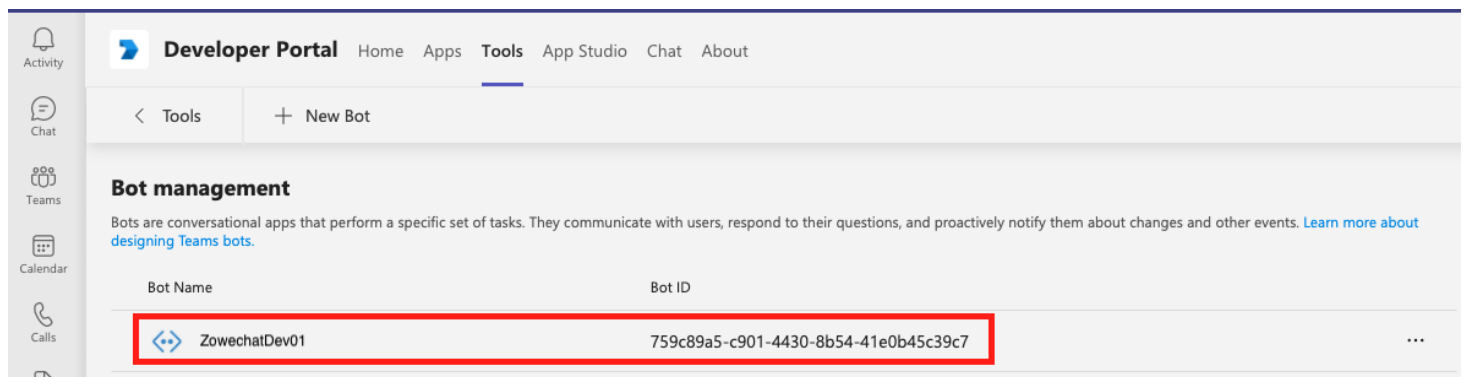 Activity
Chat
Teams
Calendar
Calls
Developer Portal Home Apps Tools App Studio Chat About
Tools + New Bot
Bot management
Bots are conversational apps that perform a specific set of tasks. They communicate with users, respond to their questions, and proactively notify them about changes and other events. Learn more about
designing Teams bots.
Bot Name Bot ID
ZowechatDev01 759c89a5-c901-4430-8b54-41e0b45c39c7 ...